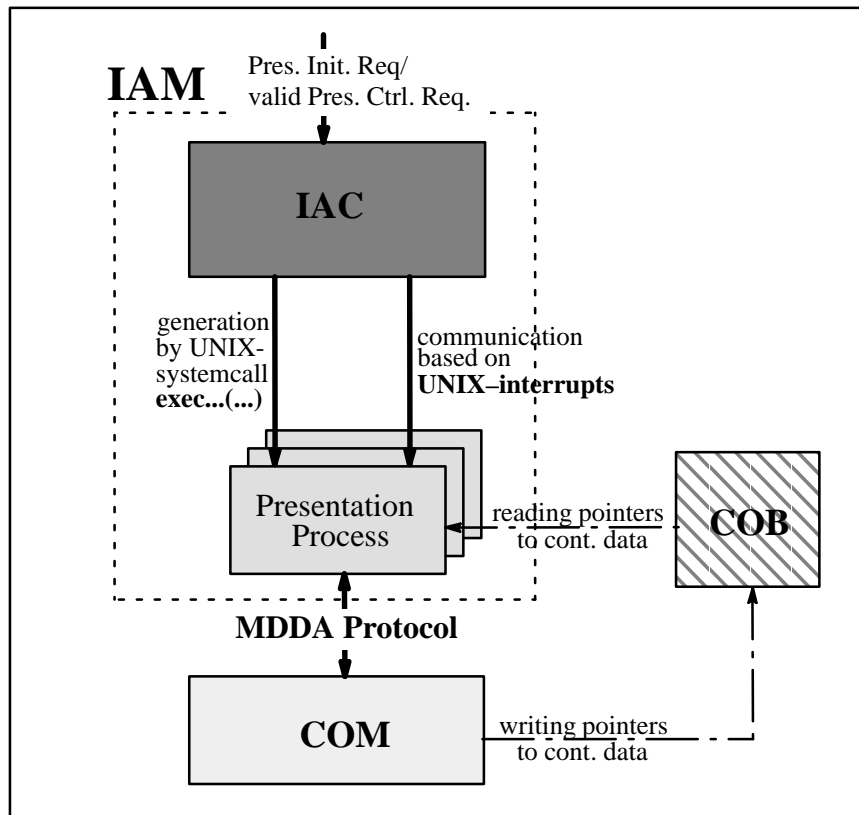 Pres. Init. Req/
valid Pres. Ctrl. Req.
IAM
IAC
generation
by UNIX-
systemcall
exec...(...)
communication
based on
UNIX–interrupts
Presentation
Process
reading pointers
to cont. data
COB
MDDA Protocol
COM
writing pointers
to cont. data